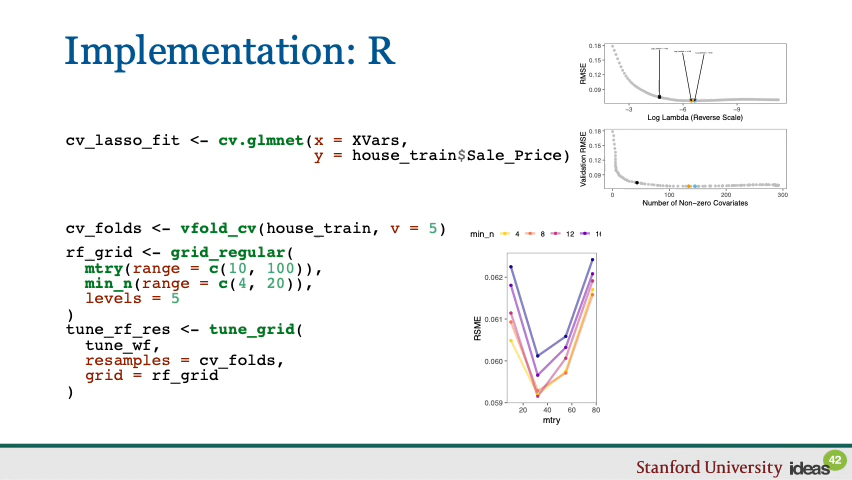 Implementation: R
cv_lasso_fit <- cv.glmnet(x = XVars,
y = house_train$Sale_Price)
cv_folds <- vfold_cv(house_train, v = 5)
rf_grid <- grid_regular(
mtry(range = c(10, 100)),
min_n(range = c(4, 20)),
levels = 5
)
tune_rf_res <- tune_grid(
tune_wf,
resamples = cv_folds,
grid = rf_grid
)
0.18
0.15
0.12
0.09
RMSE
−3
−6
−9
Log Lambda (Reverse Scale)
0.18
0.15
0.12
0.09
Validation RMSE
0
100
200
300
Number of Non−zero Covariates
min_n
4
8
12
16
0.062
0.061
0.060
0.059
RSME
20
40
60
80
mtry
Stanford University
ideas
42